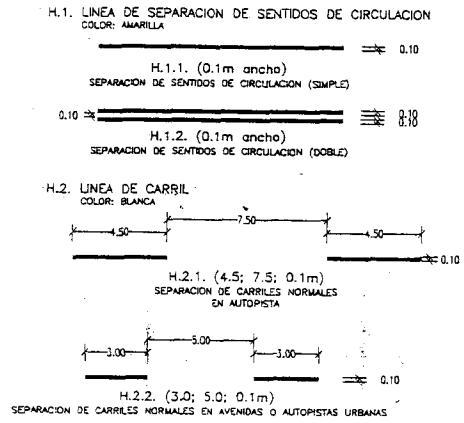 H.1. LINEA DE SEPARACION DE SENTIDOS DE CIRCULACION
COLOR: AMARILLA
0.10
H.1.1. (0.1m ancho)
SEPARACION DE SENTIDOS DE CIRCULACION (SIMPLE)
0.10
0.10
0.10
0.10
H.1.2. (0.1m ancho)
SEPARACION DE SENTIDOS DE CIRCULACION (DOBLE)
H.2. LINEA DE CARRIL
COLOR: BLANCA
7.50
4.50
4.50
0.10
H.2.1. (4.5; 7.5; 0.1m)
SEPARACION DE CARRILES NORMALES
EN AUTOPISTA
5.00
3.00
3.00
0.10
H.2.2. (3.0; 5.0; 0.1m)
SEPARACION DE CARRILES NORMALES EN AVENIDAS O AUTOPISTAS URBANAS